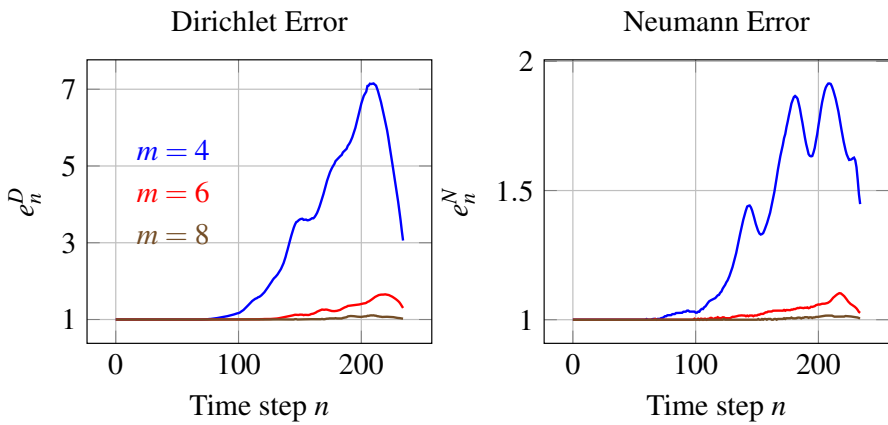 Dirichlet Error
7
5
3
1
0
100
200
e_n^D
Time step n
m = 4
m = 6
m = 8
Neumann Error
2
1.5
1
0
100
200
e_n^N
Time step n